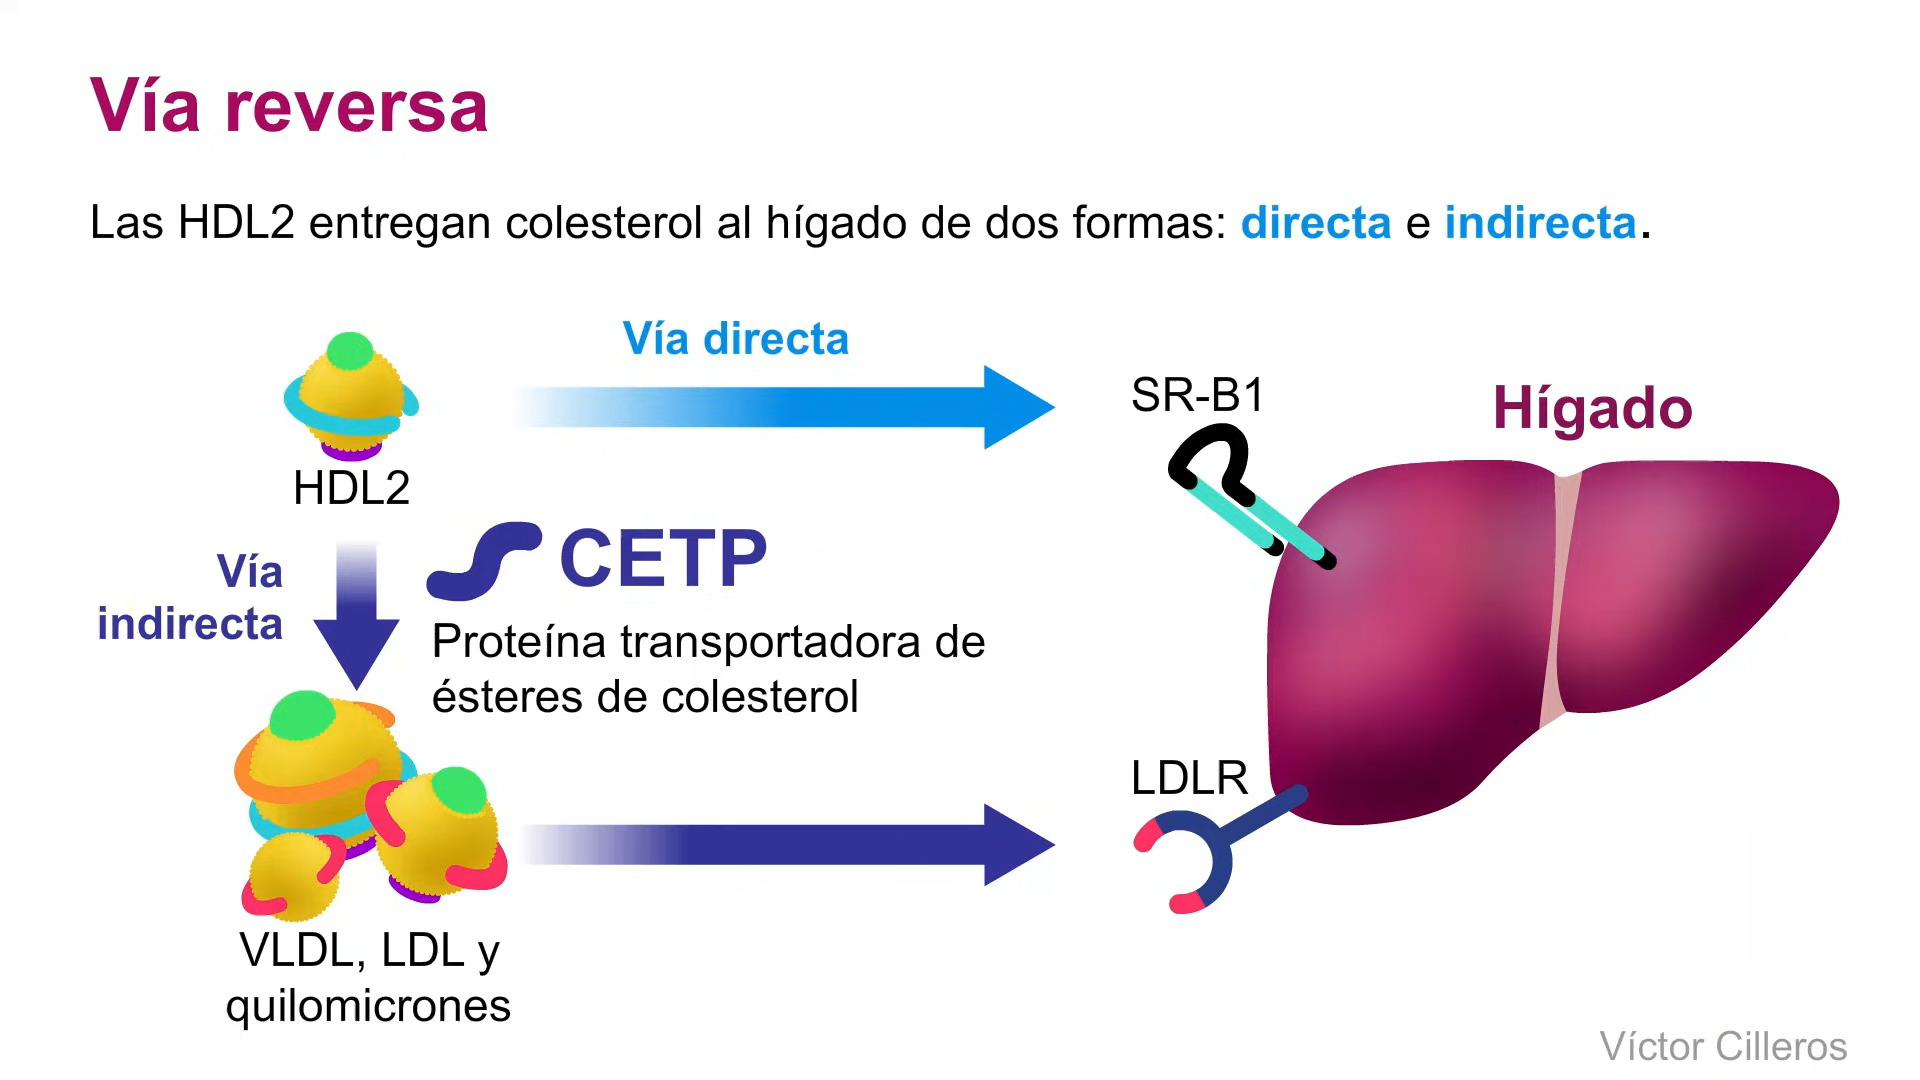 Vía reversa
Las HDL2 entregan colesterol al hígado de dos formas: directa e indirecta.
Vía directa
SR-B1
Hígado
HDL2
CETP
Vía
indirecta
Proteína transportadora de
ésteres de colesterol
LDLR
VLDL, LDL y
quilomicrones
Víctor Cilleros